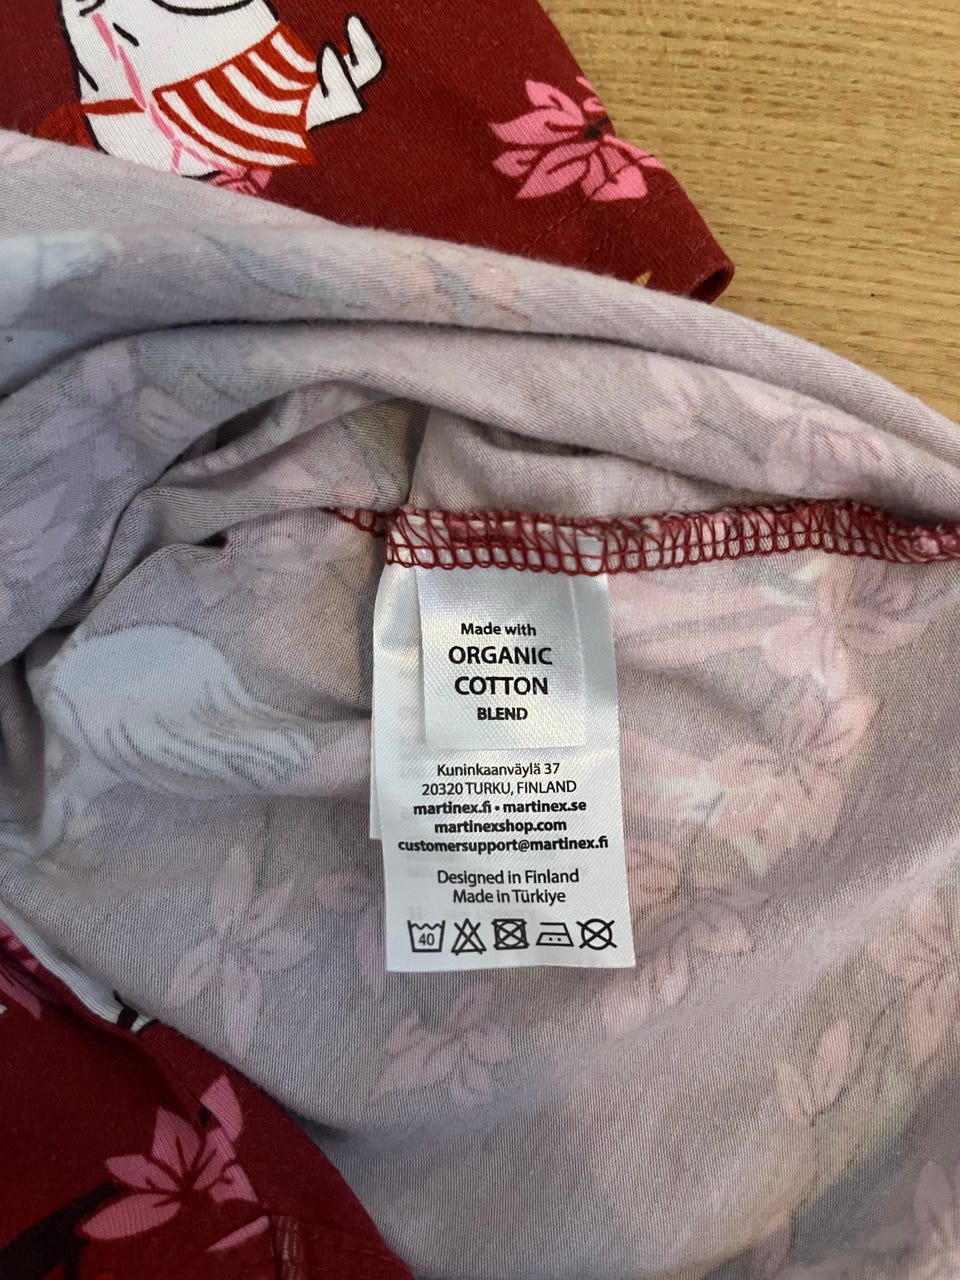 Made with
ORGANIC
COTTON
BLEND
Kuninkaanväylä 37
20320 TURKU, FINLAND
martinex.fi • martinex.se
martinexshop.com
customersupport@martinex.fi
Designed in Finland
Made in Türkiye
40